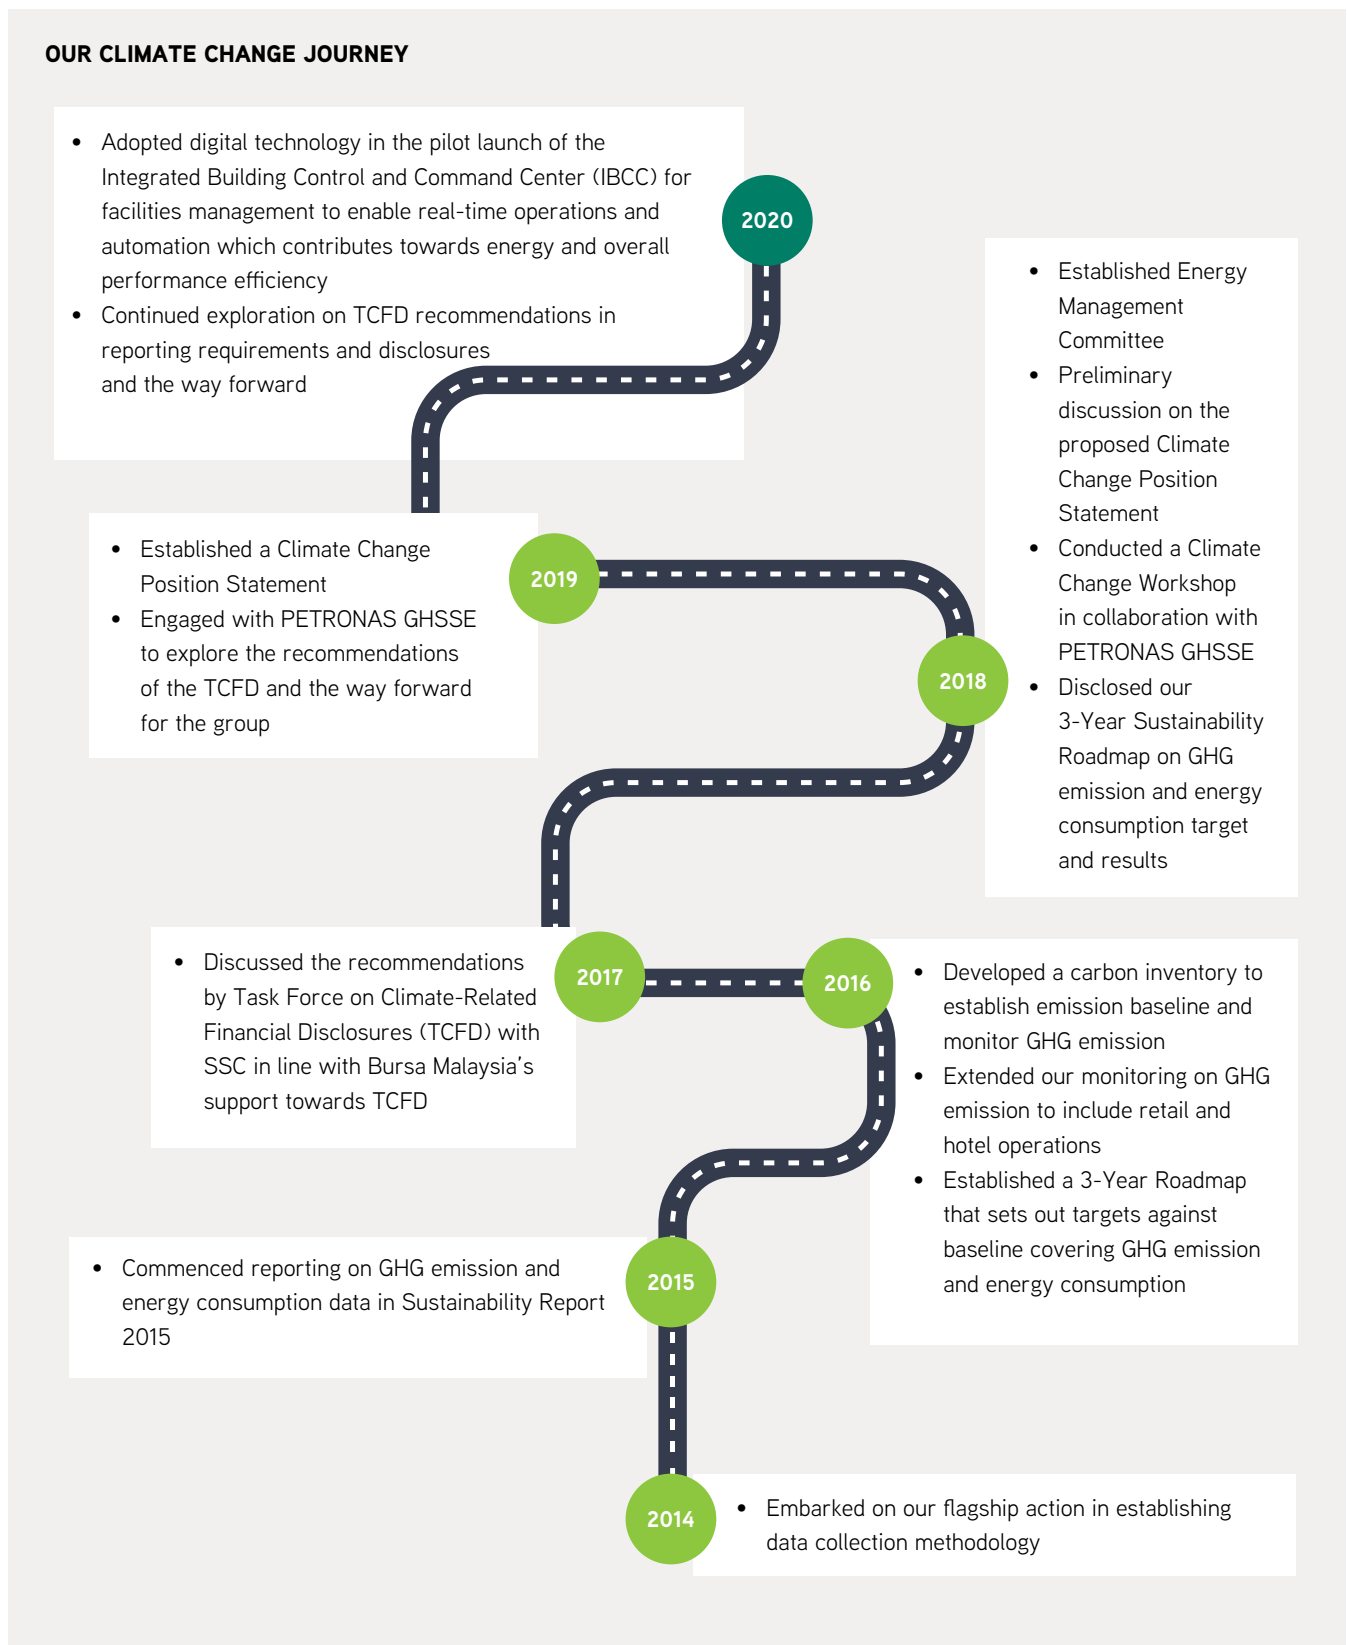 OUR CLIMATE CHANGE JOURNEY
• Adopted digital technology in the pilot launch of the
Integrated Building Control and Command Center (IBCC) for
facilities management to enable real-time operations and
automation which contributes towards energy and overall
performance efficiency
• Continued exploration on TCFD recommendations in
reporting requirements and disclosures
and the way forward
2020
• Established a Climate Change
Position Statement
• Engaged with PETRONAS GHSSE
to explore the recommendations
of the TCFD and the way forward
for the group
2019
2018
• Established Energy
Management
Committee
• Preliminary
discussion on the
proposed Climate
Change Position
Statement
• Conducted a Climate
Change Workshop
in collaboration with
PETRONAS GHSSE
• Disclosed our
3-Year Sustainability
Roadmap on GHG
emission and energy
consumption target
and results
• Discussed the recommendations
by Task Force on Climate-Related
Financial Disclosures (TCFD) with
SSC in line with Bursa Malaysia’s
support towards TCFD
2017
2016
• Developed a carbon inventory to
establish emission baseline and
monitor GHG emission
• Extended our monitoring on GHG
emission to include retail and
hotel operations
• Established a 3-Year Roadmap
that sets out targets against
baseline covering GHG emission
and energy consumption
• Commenced reporting on GHG emission and
energy consumption data in Sustainability Report
2015
2015
2014
• Embarked on our flagship action in establishing
data collection methodology